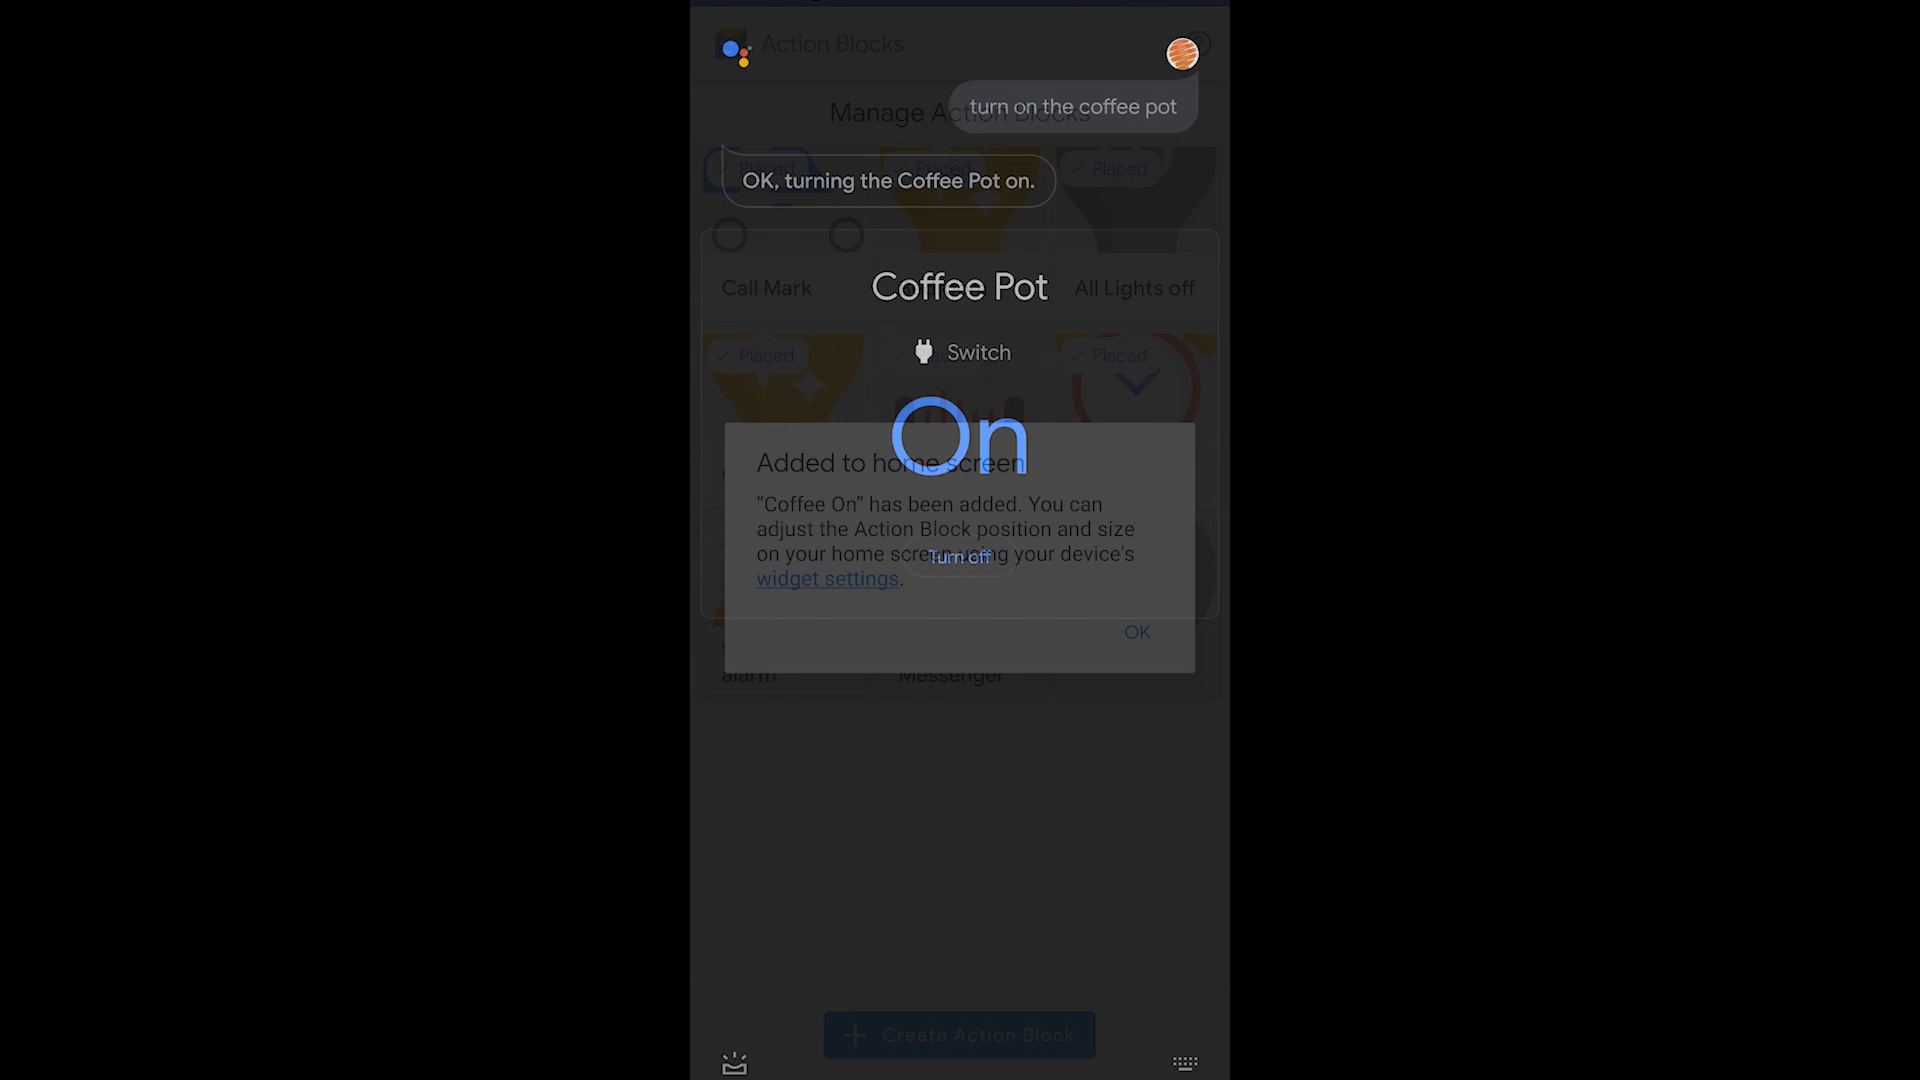 Action Blocks
turn on the coffee pot
Manage Action Blocks
Placed
Placed
Placed
OK, turning the Coffee Pot on.
Coffee Pot
Call Mark
All Lights off
Switch
Placed
Placed
On
Added to home screen
“Coffee On” has been added. You can
adjust the Action Block position and size
on your home screen using your device's
widget settings.
Turn off
OK
alarm
Messenger
Create Action Block